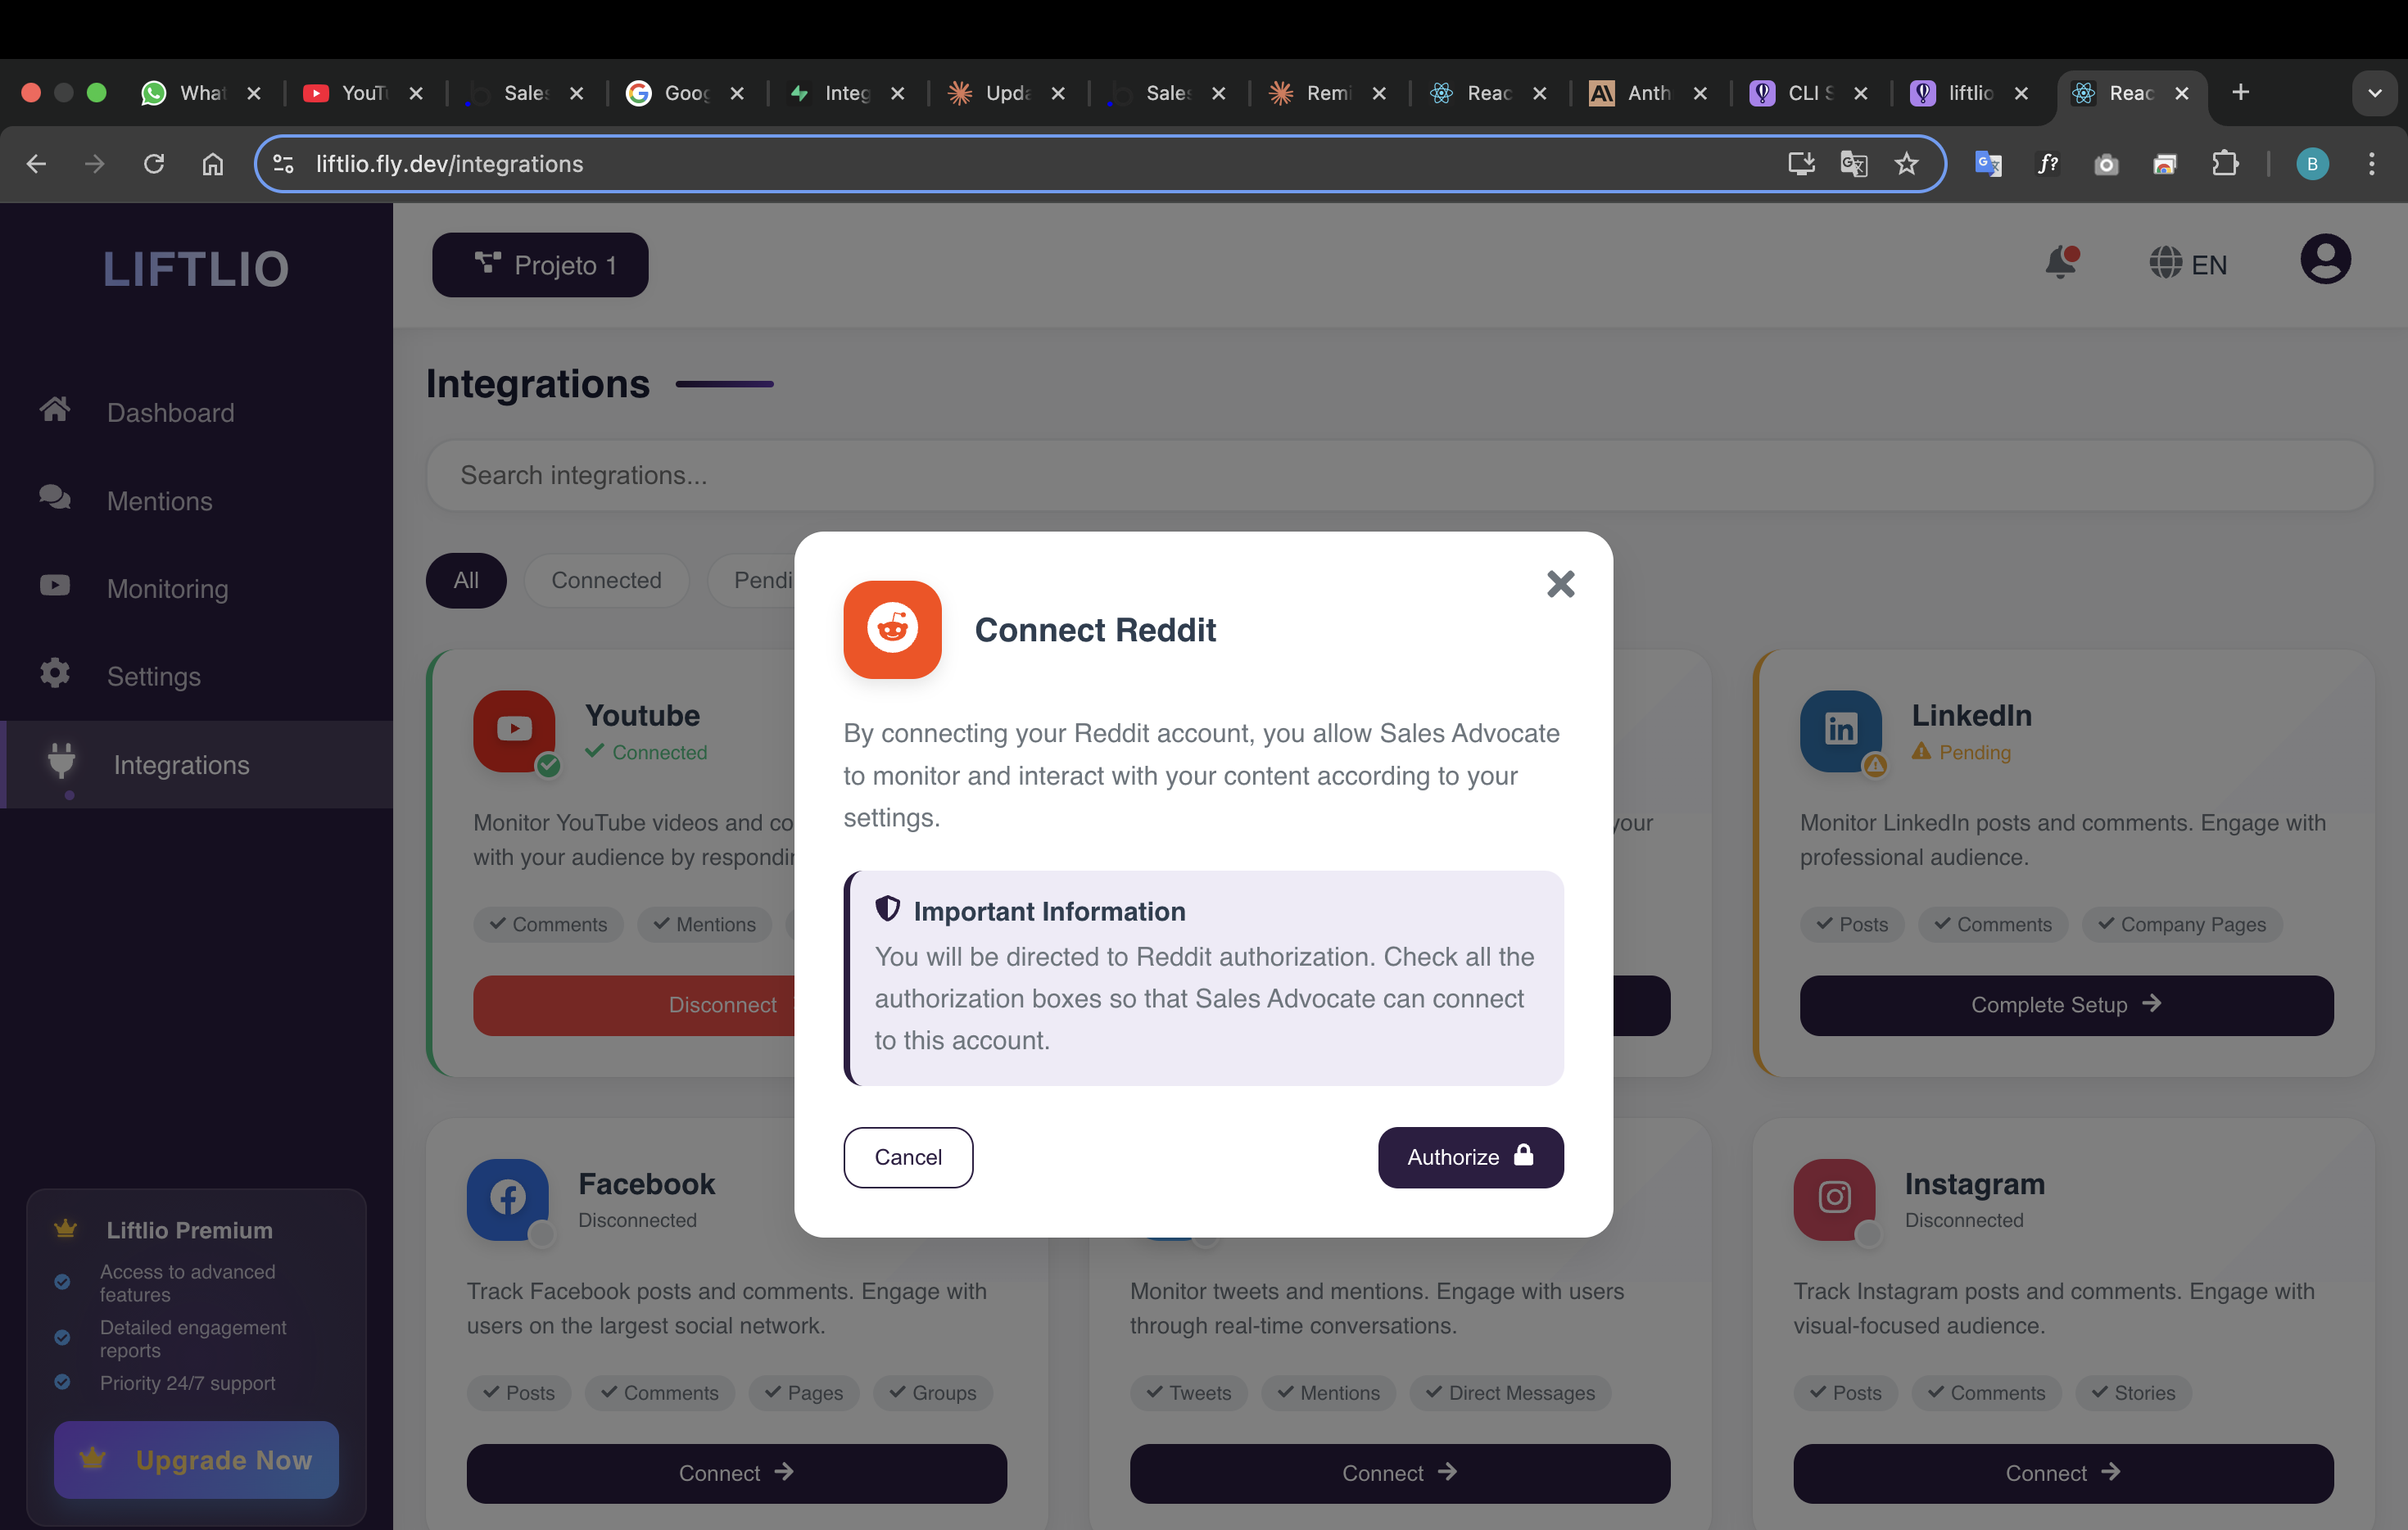 What
YouTu
Sales
Goog
Integ
Upda
Sales
Remi
Reac
Anth
CLI S
liftlio
Reac
liftlio.fly.dev/integrations
B
LIFTLIO
Projeto 1
EN
Dashboard
Mentions
Monitoring
Settings
Integrations
Integrations
Search integrations...
All
Connected
Pendi
Youtube
Connected
Monitor YouTube videos and co
with your audience by respondin
Comments
Mentions
Disconnect
your
LinkedIn
Pending
Monitor LinkedIn posts and comments. Engage with
professional audience.
Posts
Comments
Company Pages
Complete Setup
Connect Reddit
By connecting your Reddit account, you allow Sales Advocate
to monitor and interact with your content according to your
settings.
Important Information
You will be directed to Reddit authorization. Check all the
authorization boxes so that Sales Advocate can connect
to this account.
Cancel
Authorize
Facebook
Disconnected
Track Facebook posts and comments. Engage with
users on the largest social network.
Posts
Comments
Pages
Groups
Connect
Monitor tweets and mentions. Engage with users
through real-time conversations.
Tweets
Mentions
Direct Messages
Connect
Instagram
Disconnected
Track Instagram posts and comments. Engage with
visual-focused audience.
Posts
Comments
Stories
Connect
Liftlio Premium
Access to advanced
features
Detailed engagement
reports
Priority 24/7 support
Upgrade Now